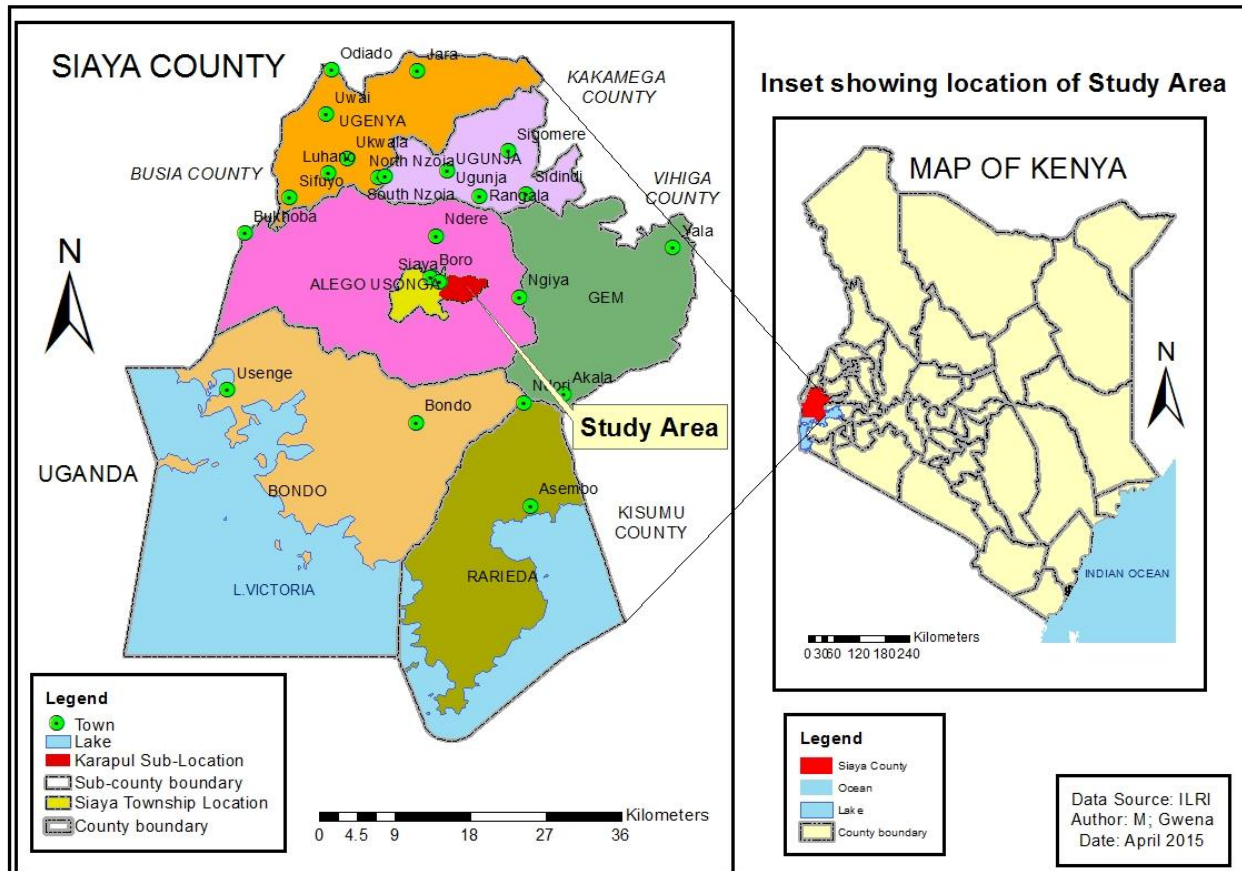 SIAYA COUNTY
Odiado
Jara
KAKAMEGA
COUNTY
Uwai
UGENYA
Ukwala
Sigomere
BUSIA COUNTY
Luhano
North Nzoia
UGUNJA
Sifuyo
Ugunja
Sidindi
South Nzoia
Rangala
VIHIGA
COUNTY
Bukhoba
Ndere
Yala
N
Siaya
Boro
ALEGO USONGA
Ngiya
GEM
Usenge
Ndori
Akala
Bondo
Study Area
UGANDA
BONDO
Asembo
KISUMU
COUNTY
L.VICTORIA
RARIEDA
Legend
Town
Lake
Karapul Sub-Location
Sub-county boundary
Siaya Township Location
County boundary
Kilometers
0 4.5 9 18 27 36
Inset showing location of Study Area
MAP OF KENYA
N
INDIAN OCEAN
Kilometers
0 30 60 120 180 240
Legend
Siaya County
Ocean
Lake
County boundary
Data Source: ILRI
Author: M; Gwena
Date: April 2015